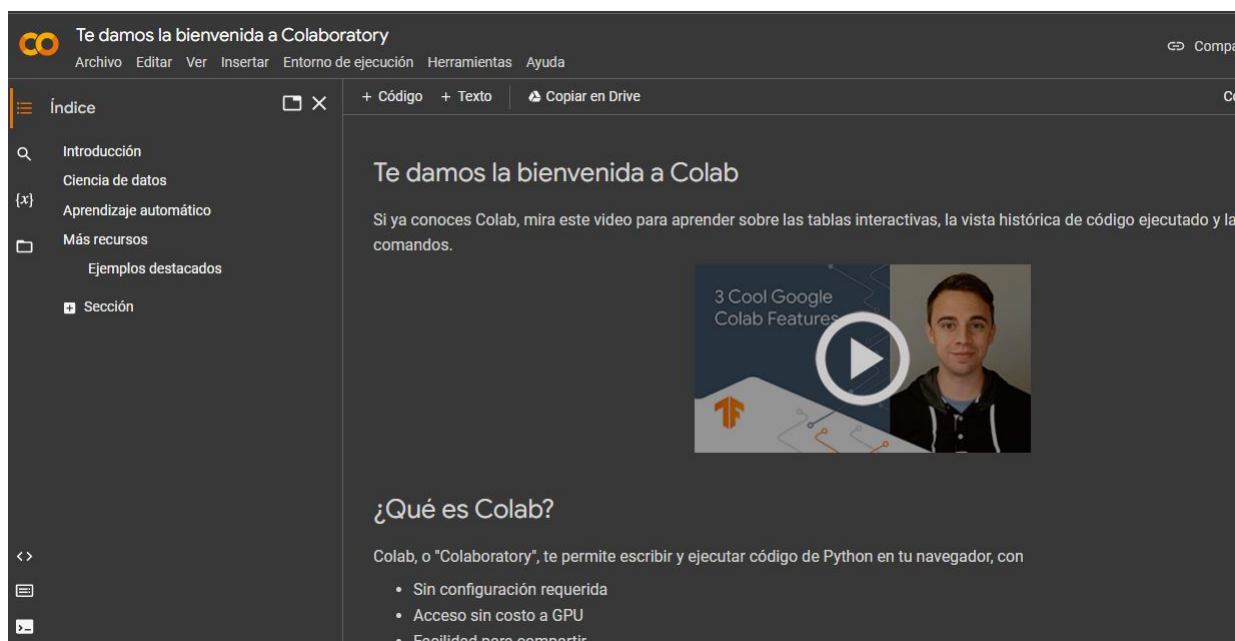 Te damos la bienvenida a Colaboratory
Archivo Editar Ver Insertar Entorno de ejecución Herramientas Ayuda
Índice
Introducción
Ciencia de datos
Aprendizaje automático
Más recursos
Ejemplos destacados
Sección
{x}
+ Código + Texto Copiar en Drive
Te damos la bienvenida a Colab
Si ya conoces Colab, mira este video para aprender sobre las tablas interactivas, la vista histórica de código ejecutado y la
comandos.
3 Cool Google
Colab Features
¿Qué es Colab?
Colab, o "Colaboratory", te permite escribir y ejecutar código de Python en tu navegador, con
• Sin configuración requerida
• Acceso sin costo a GPU
• Facilidad para compartir